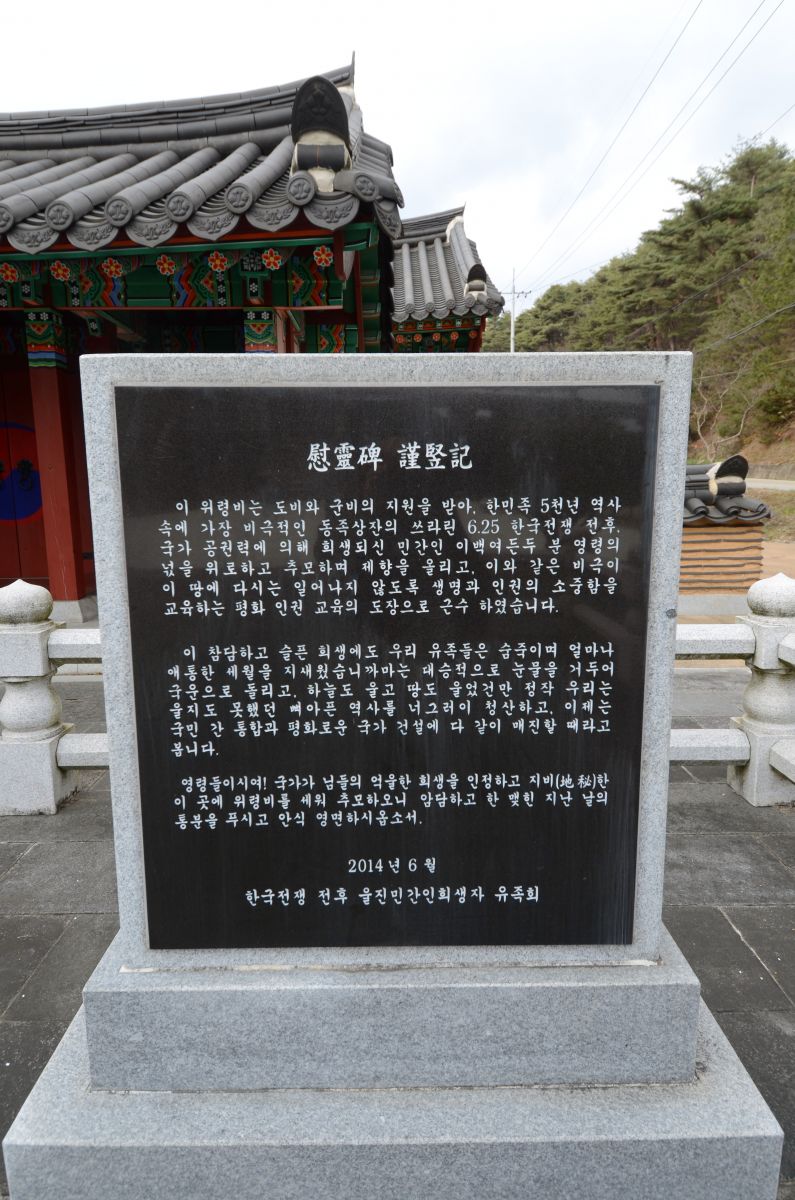 慰靈碑 謹竪記
이 위령비는 도비와 군비의 지원을 받아, 한민족 5천년 역사
속에 가장 비극적인 동족상잔의 쓰라린 6.25 한국전쟁 전후,
국가 공권력에 의해 희생되신 민간인 이백여든두 분 영령의
넋을 위로하고 추모하며 제향을 올리고, 이와 같은 비극이
이 땅에 다시는 일어나지 않도록 생명과 인권의 소중함을
교육하는 평화 인권 교육의 도장으로 근수 하였습니다.
이 참담하고 슬픈 희생에도 우리 유족들은 숨죽이며 얼마나
애통한 세월을 지새웠습니까마는 대승적으로 눈물을 거두어
국운으로 돌리고, 하늘도 울고 땅도 울었건만 정작 우리는
울지도 못했던 뼈아픈 역사를 너그러이 청산하고, 이제는
국민 간 통합과 평화로운 국가 건설에 다 같이 매진할 때라고
봅니다.
영령들이시여! 국가가 님들의 억울한 희생을 인정하고 지비(地秘)한
이 곳에 위령비를 세워 추모하오니 암담하고 한 맺힌 지난 날의
통분을 푸시고 안식 영면하시옵소서.
2014년 6월
한국전쟁 전후 울진민간인희생자 유족회